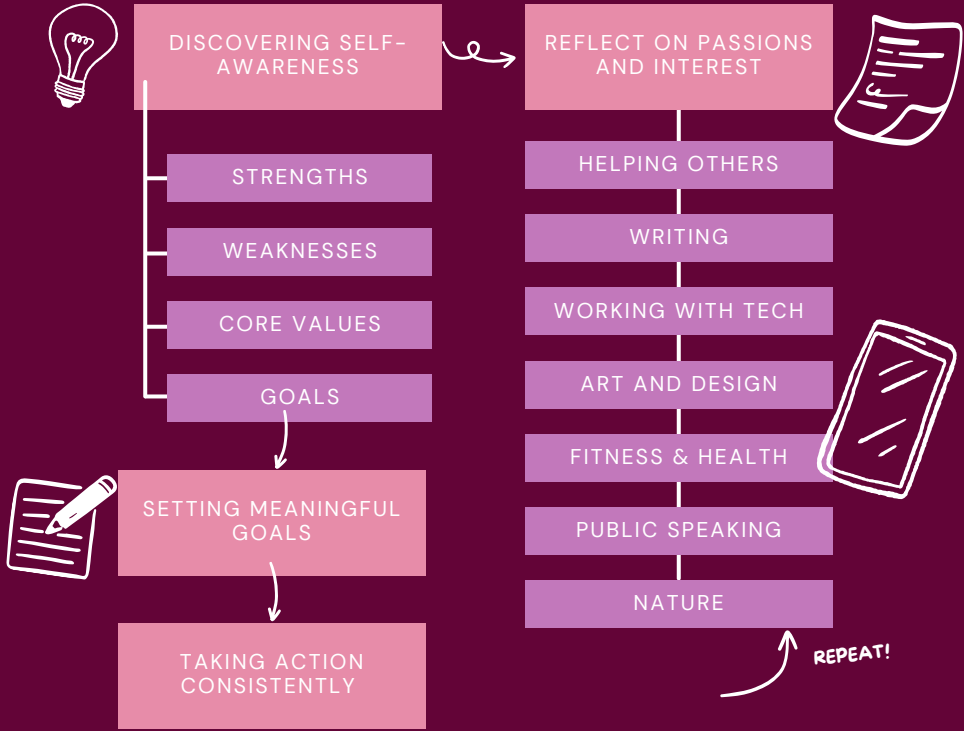 DISCOVERING SELF-
AWARENESS
STRENGTHS
WEAKNESSES
CORE VALUES
GOALS
SETTING MEANINGFUL
GOALS
TAKING ACTION
CONSISTENTLY
REFLECT ON PASSIONS
AND INTEREST
HELPING OTHERS
WRITING
WORKING WITH TECH
ART AND DESIGN
FITNESS & HEALTH
PUBLIC SPEAKING
NATURE
REPEAT!